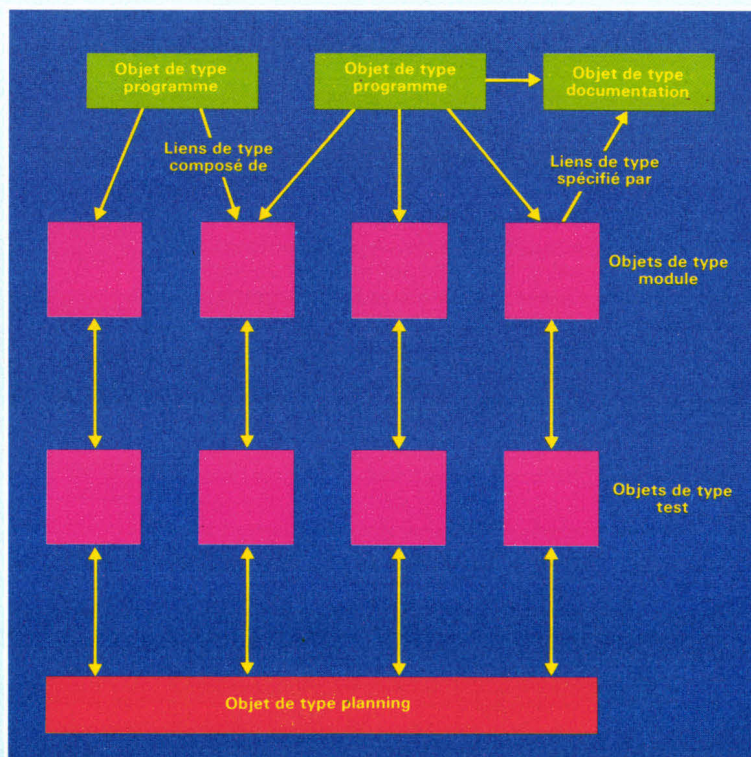 Objet de type
programme
Objet de type
programme
Objet de type
documentation
Liens de type
composé de
Liens de type
spécifié par
Objets de type
module
Objets de type
test
Objet de type planning